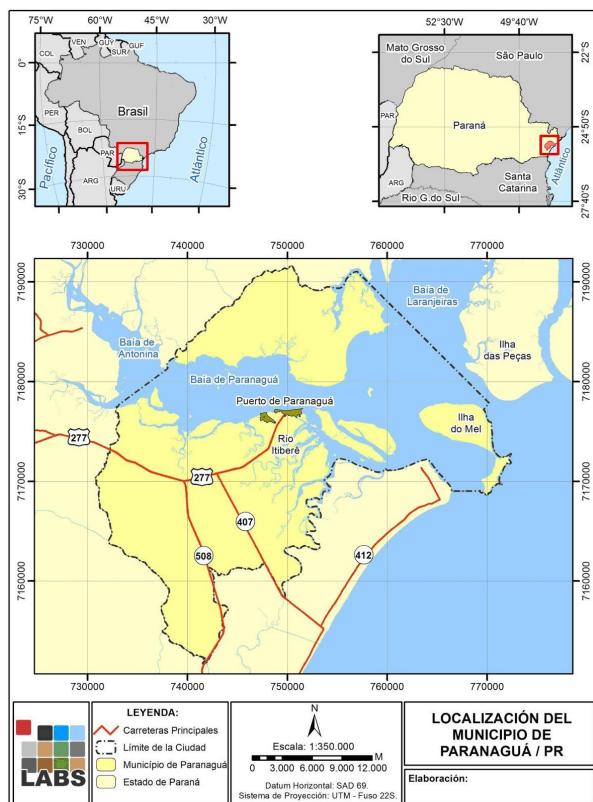 75°W 60°W 45°W 30°W
0°
15°S
30°S
COL
VEN
GUY
SUR
GUF
PER
Brasil
BOL
PAR
ARG
URU
Pacífico
Atlántico
52°30'W 49°40'W
22°S
24°50'S
27°40'S
Mato Grosso
do Sul
São Paulo
PAR
Paraná
ARG
Santa
Catarina
Rio G.do Sul
Atlántico
730000 740000 750000 760000 770000
7190000
7180000
7170000
7160000
7190000
7180000
7170000
7160000
Baía de
Laranjeiras
Baía de
Antonina
Ilha
das Peças
Baía de Paranaguá
Puerto de Paranaguá
Ilha
do Mel
Rio
Itiberê
277
277
407
508
412
730000 740000 750000 760000 770000
LABS
LEYENDA:
Carreteras Principales
Límite de la Ciudad
Município de Paranaguá
Estado de Paraná
N
Escala: 1:350.000
M
0 3.000 6.000 9.000 12.000
Datum Horizontal: SAD 69.
Sistema de Proyección: UTM - Fuso 22S.
LOCALIZACIÓN DEL
MUNICIPIO DE
PARANAGUÁ / PR
Elaboración: